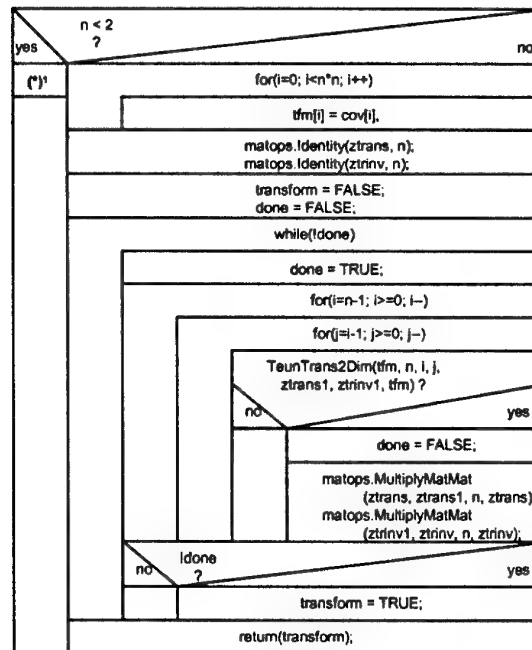 n < 2
?
yes
no
(*)¹
for(i=0; i<n*n; i++)
tfm[i] = cov[i],
matops.Identity(ztrans, n);
matops.Identity(ztrinv, n);
transform = FALSE;
done = FALSE;
while(!done)
done = TRUE;
for(i=n-1; i>=0; i--)
for(j=i-1; j>=0; j--)
TeunTrans2Dim(tfm, n, i, j,
ztrans1, ztrinv1, tfm) ?
no
yes
done = FALSE;
matops.MultiplyMatMat
(ztrans, ztrans1, n, ztrans)
matops.MultiplyMatMat
(ztrinv1, ztrinv, n, ztrinv);
!done
?
no
yes
transform = TRUE;
return(transform);